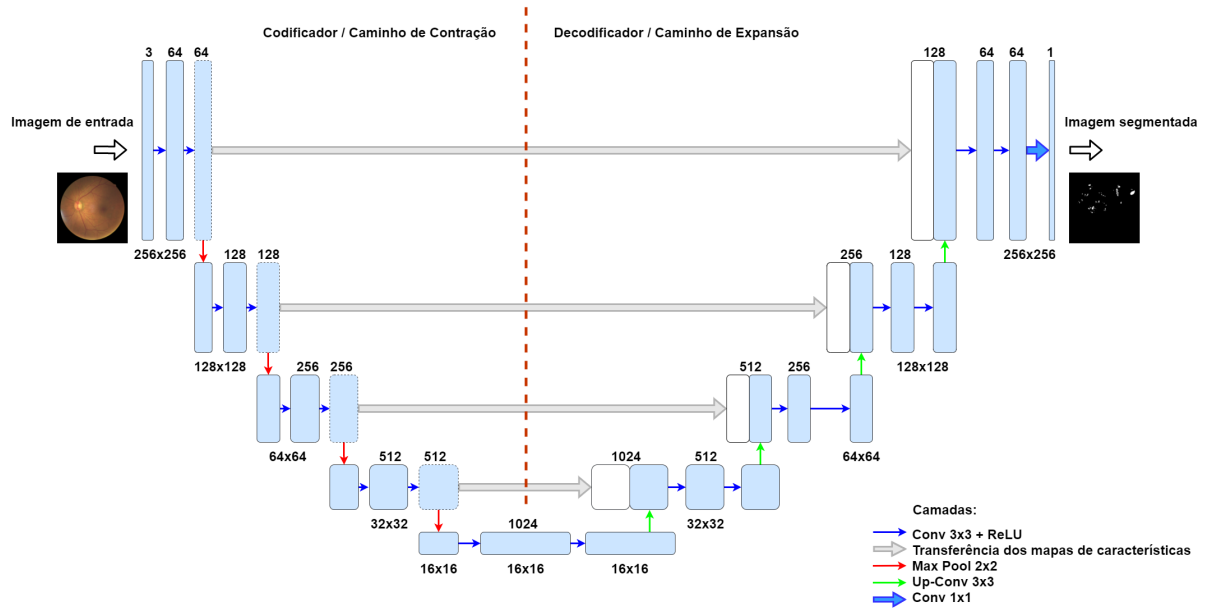 Codificador / Caminho de Contração
Decodificador / Caminho de Expansão
3 64 64
128 64 64 1
Imagem de entrada
Imagem segmentada
256x256
256x256
128 128
256 128
128x128
128x128
256 256
512 256
64x64
64x64
512 512
1024 512
32x32
32x32
1024
16x16 16x16 16x16
Camadas:
Conv 3x3 + ReLU
Transferência dos mapas de característificas
Max Pool 2x2
Up-Conv 3x3
Conv 1x1